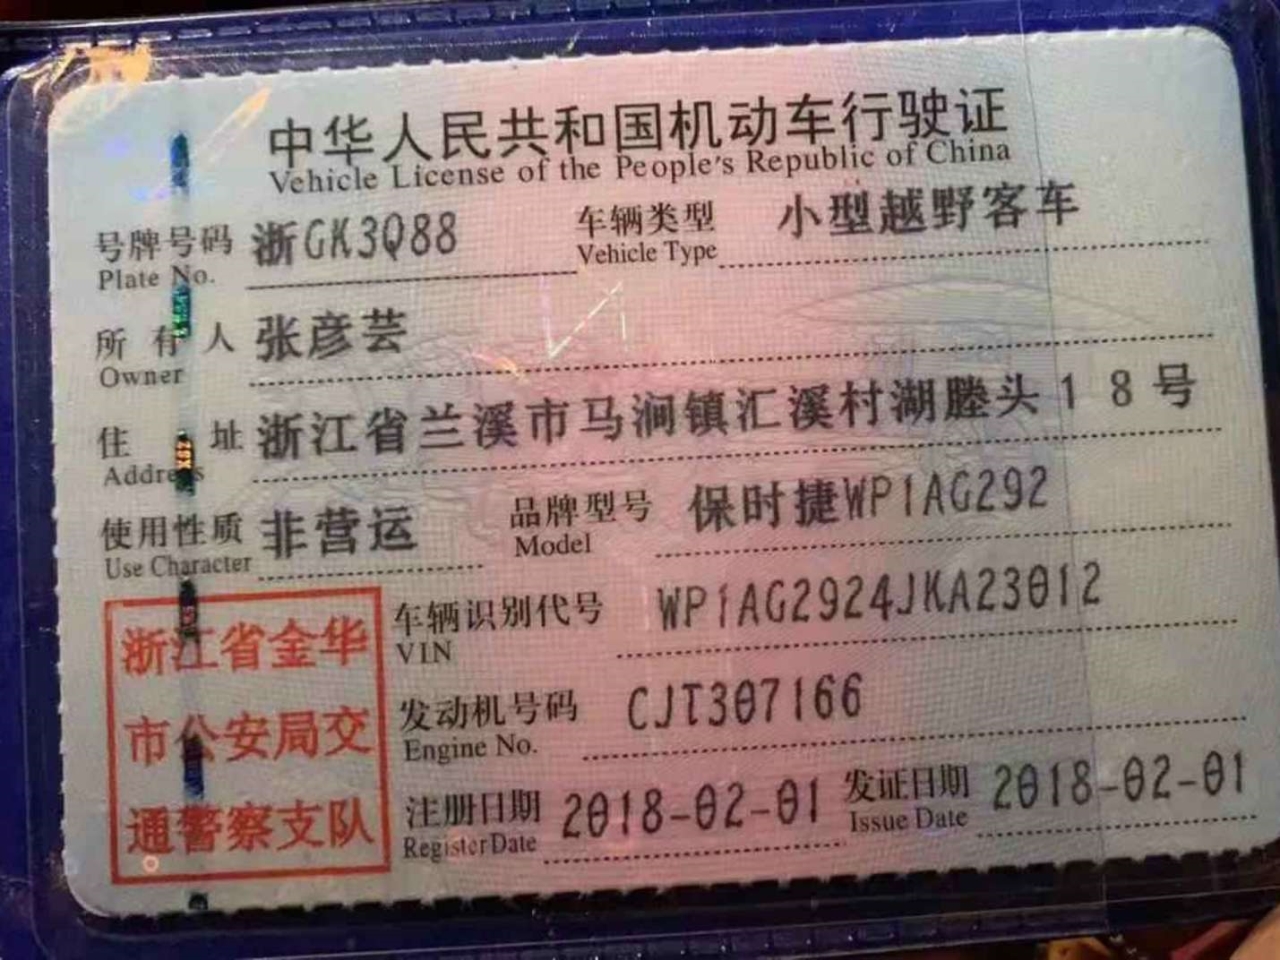 中华人民共和国机动车行驶证
Vehicle License of the People's Republic of China
号牌号码 浙GK3Q88 车辆类型 小型越野客车
Plate No. Vehicle Type
所有人 张彦芸
Owner
住址 浙江省兰溪市马涧镇汇溪村湖塍头18号
Address
使用性质 非营运 品牌型号 保时捷WP1AG292
Use Character Model
浙江省金华
市公安局交
通警察支队
车辆识别代号 WP1AG2924JKA23012
VIN
发动机号码 CJT307166
Engine No.
注册日期 2018-02-01 发证日期 2018-02-01
Register Date Issue Date